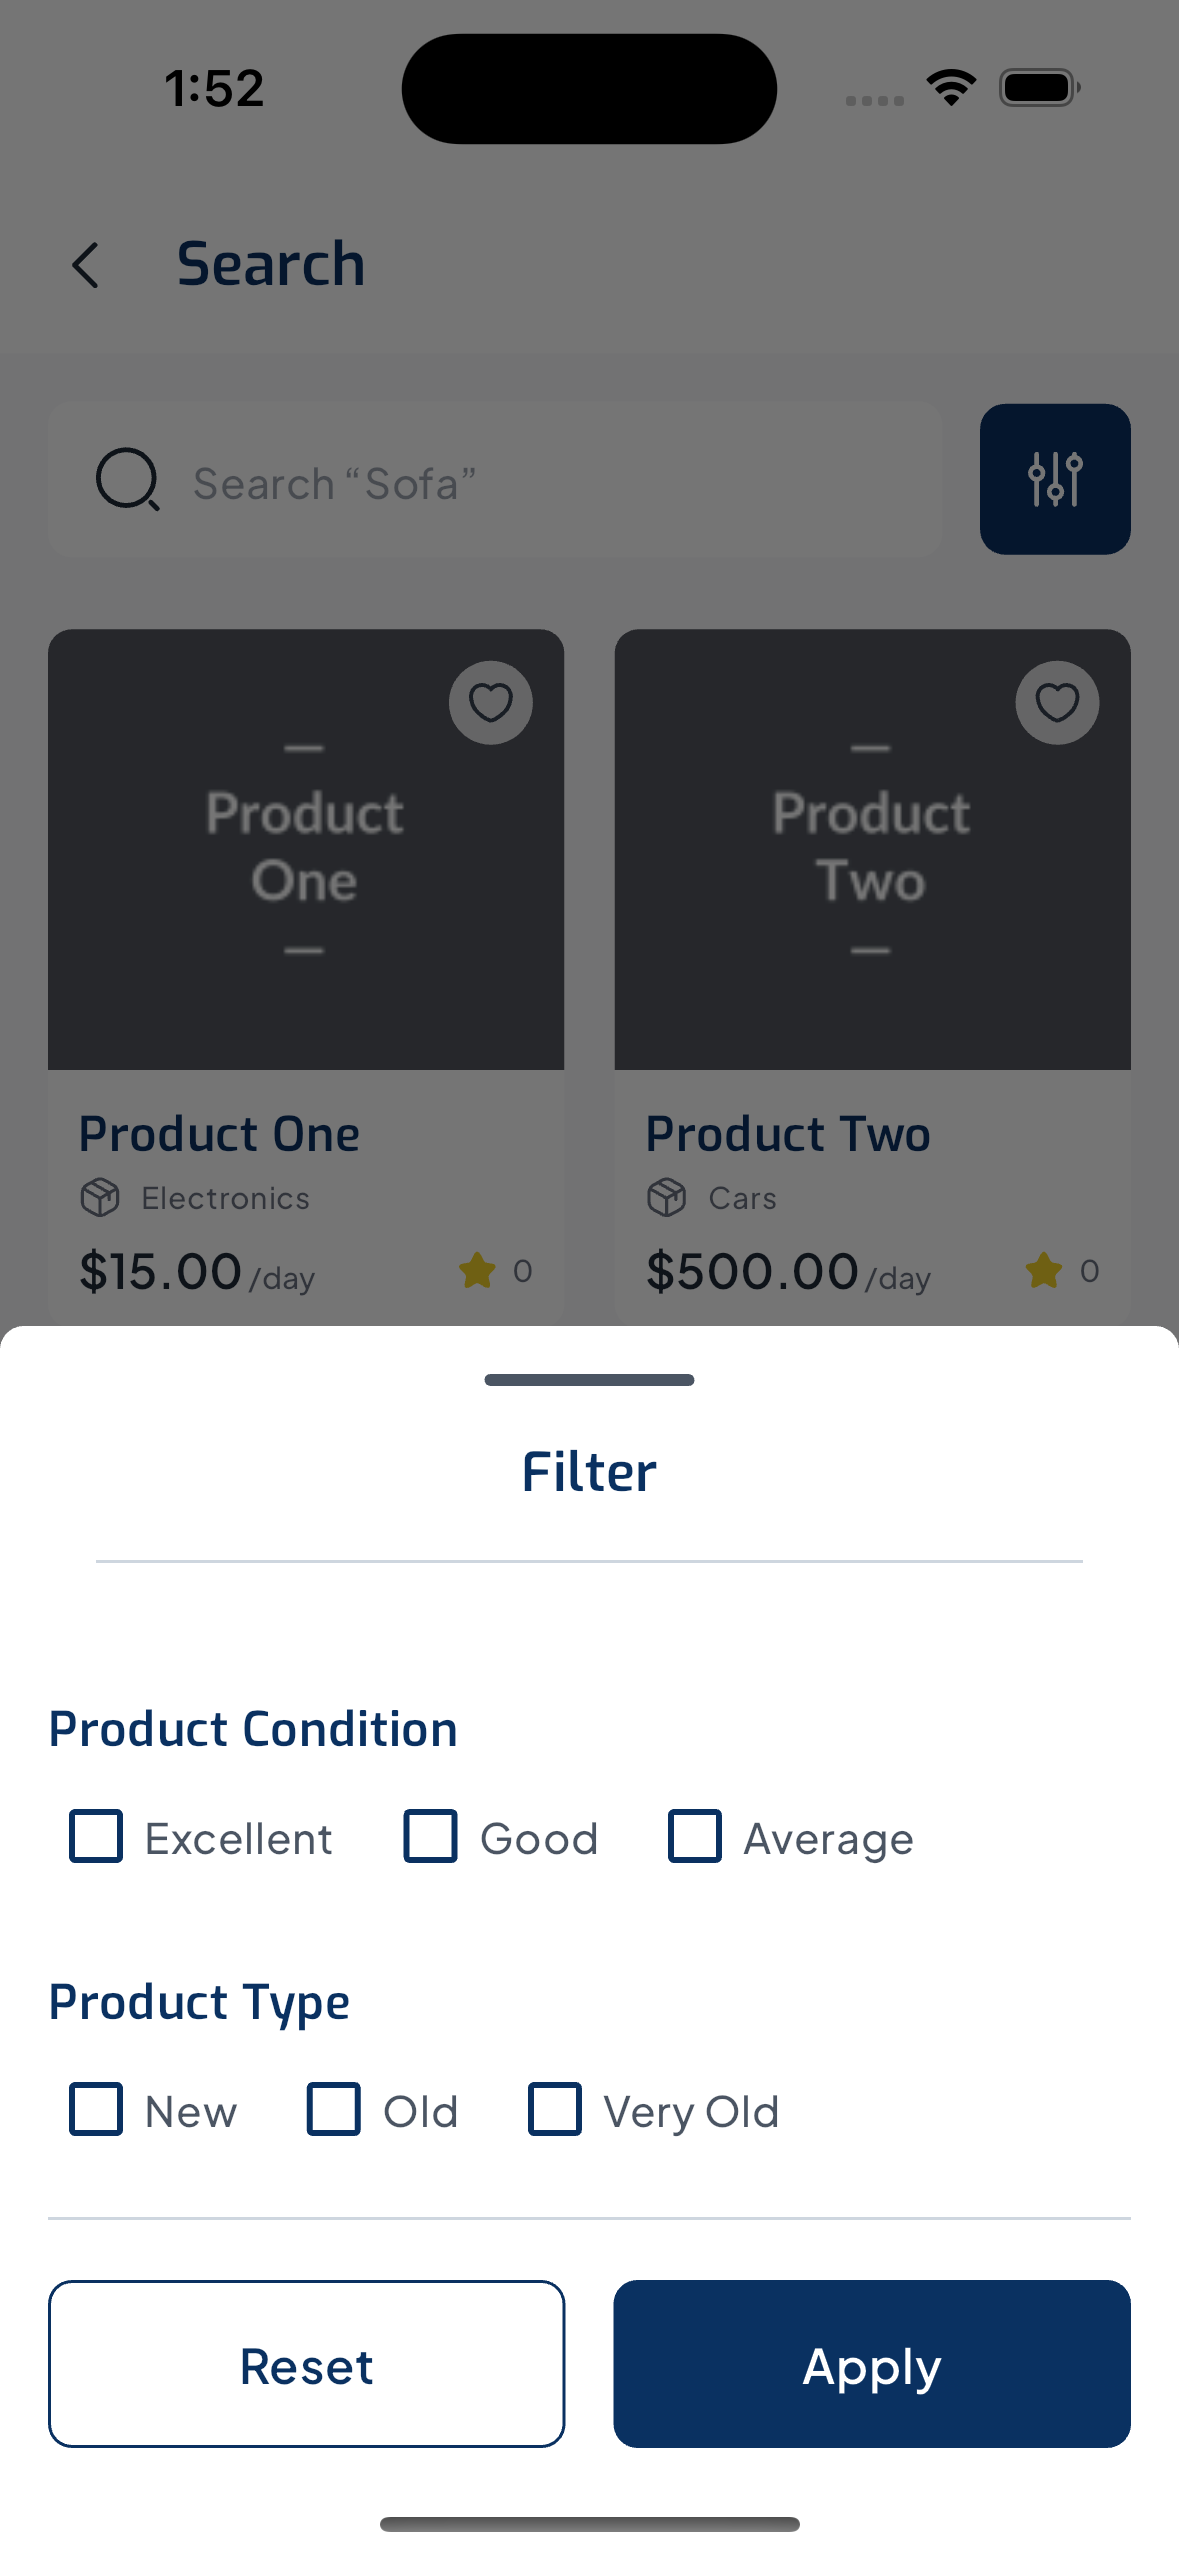 1:52
Search
Search “Sofa”
Product
One
Product
Two
Product One
Electronics
$15.00/day
0
Product Two
Cars
$500.00/day
0
Filter
Product Condition
Excellent Good Average
Product Type
New Old Very Old
Reset Apply